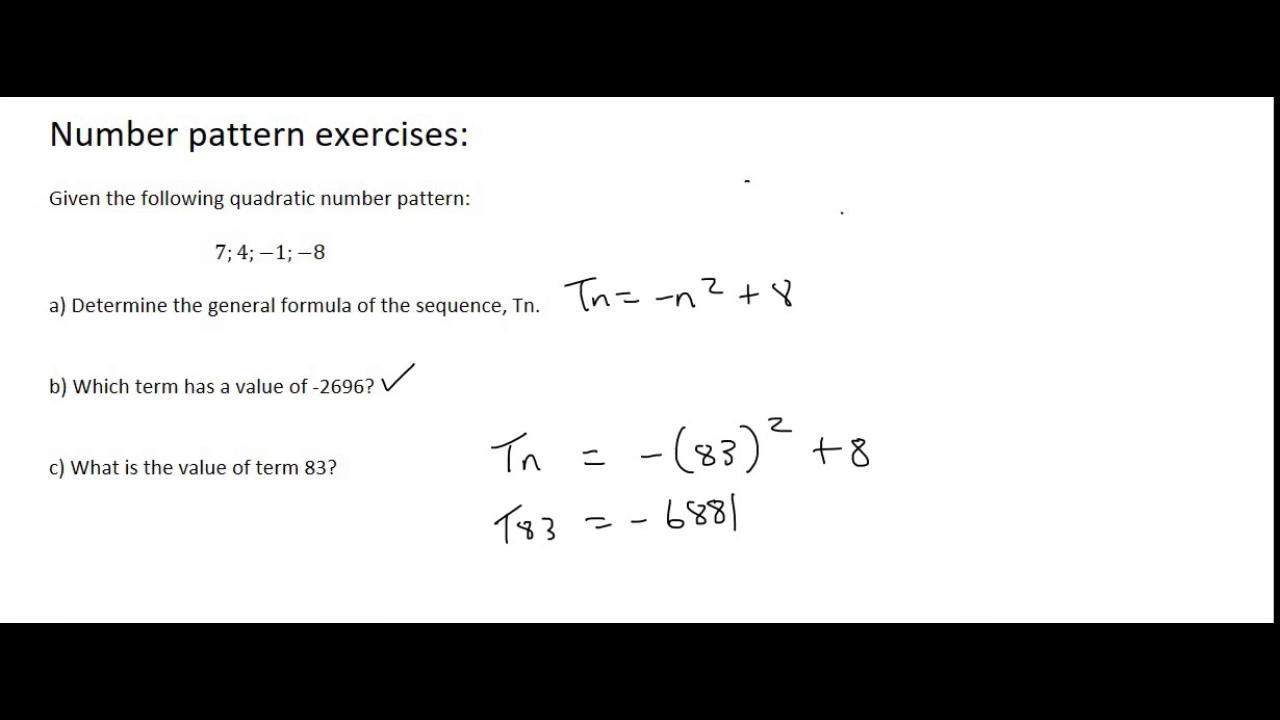 Number pattern exercises:
Given the following quadratic number pattern:
7; 4; −1; −8
a) Determine the general formula of the sequence, Tn. Tn = -n² + 8
b) Which term has a value of -2696? ✓
Tn = -(83)² + 8
c) What is the value of term 83?
T83 = - 6881